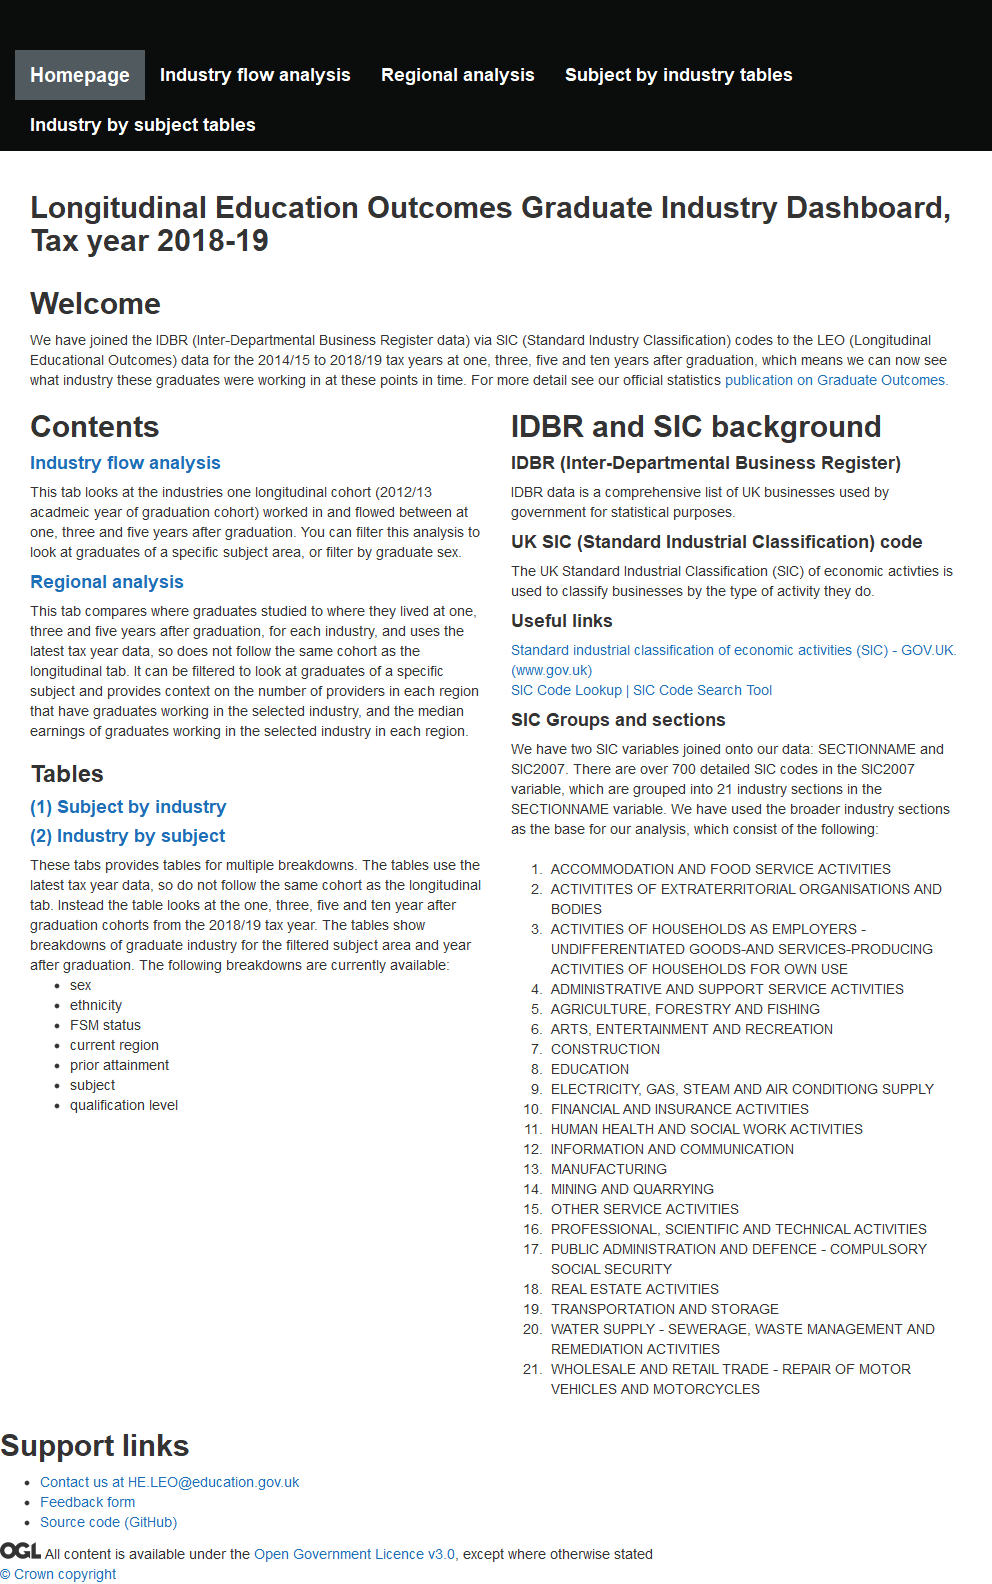 Homepage
Industry flow analysis
Regional analysis
Subject by industry tables
Industry by subject tables
Longitudinal Education Outcomes Graduate Industry Dashboard,
Tax year 2018-19
Welcome
We have joined the IDBR (Inter-Departmental Business Register data) via SIC (Standard Industry Classification) codes to the LEO (Longitudinal
Educational Outcomes) data for the 2014/15 to 2018/19 tax years at one, three, five and ten years after graduation, which means we can now see
what industry these graduates were working in at these points in time. For more detail see our official statistics publication on Graduate Outcomes.
Contents
Industry flow analysis
This tab looks at the industries one longitudinal cohort (2012/13
acadmeic year of graduation cohort) worked in and flowed between at
one, three and five years after graduation. You can filter this analysis to
look at graduates of a specific subject area, or filter by graduate sex.
Regional analysis
This tab compares where graduates studied to where they lived at one,
three and five years after graduation, for each industry, and uses the
latest tax year data, so does not follow the same cohort as the
longitudinal tab. It can be filtered to look at graduates of a specific
subject and provides context on the number of providers in each region
that have graduates working in the selected industry, and the median
earnings of graduates working in the selected industry in each region.
Tables
(1) Subject by industry
(2) Industry by subject
These tabs provides tables for multiple breakdowns. The tables use the
latest tax year data, so do not follow the same cohort as the longitudinal
tab. Instead the table looks at the one, three, five and ten year after
graduation cohorts from the 2018/19 tax year. The tables show
breakdowns of graduate industry for the filtered subject area and year
after graduation. The following breakdowns are currently available:
• sex
• ethnicity
• FSM status
• current region
• prior attainment
• subject
• qualification level
IDBR and SIC background
IDBR (Inter-Departmental Business Register)
IDBR data is a comprehensive list of UK businesses used by
government for statistical purposes.
UK SIC (Standard Industrial Classification) code
The UK Standard Industrial Classification (SIC) of economic activties is
used to classify businesses by the type of activity they do.
Useful links
Standard industrial classification of economic activities (SIC) - GOV.UK.
(www.gov.uk)
SIC Code Lookup | SIC Code Search Tool
SIC Groups and sections
We have two SIC variables joined onto our data: SECTIONNAME and
SIC2007. There are over 700 detailed SIC codes in the SIC2007
variable, which are grouped into 21 industry sections in the
SECTIONNAME variable. We have used the broader industry sections
as the base for our analysis, which consist of the following:
1. ACCOMMODATION AND FOOD SERVICE ACTIVITIES
2. ACTIVITITES OF EXTRATERRITORIAL ORGANISATIONS AND
BODIES
3. ACTIVITIES OF HOUSEHOLDS AS EMPLOYERS -
UNDIFFERENTIATED GOODS-AND SERVICES-PRODUCING
ACTIVITIES OF HOUSEHOLDS FOR OWN USE
4. ADMINISTRATIVE AND SUPPORT SERVICE ACTIVITIES
5. AGRICULTURE, FORESTRY AND FISHING
6. ARTS, ENTERTAINMENT AND RECREATION
7. CONSTRUCTION
8. EDUCATION
9. ELECTRICITY, GAS, STEAM AND AIR CONDITIONG SUPPLY
10. FINANCIAL AND INSURANCE ACTIVITIES
11. HUMAN HEALTH AND SOCIAL WORK ACTIVITIES
12. INFORMATION AND COMMUNICATION
13. MANUFACTURING
14. MINING AND QUARRYING
15. OTHER SERVICE ACTIVITIES
16. PROFESSIONAL, SCIENTIFIC AND TECHNICAL ACTIVITIES
17. PUBLIC ADMINISTRATION AND DEFENCE - COMPULSORY
SOCIAL SECURITY
18. REAL ESTATE ACTIVITIES
19. TRANSPORTATION AND STORAGE
20. WATER SUPPLY - SEWERAGE, WASTE MANAGEMENT AND
REMEDIATION ACTIVITIES
21. WHOLESALE AND RETAIL TRADE - REPAIR OF MOTOR
VEHICLES AND MOTORCYCLES
Support links
• Contact us at HE.LEO@education.gov.uk
• Feedback form
• Source code (GitHub)
OGL All content is available under the Open Government Licence v3.0, except where otherwise stated
© Crown copyright